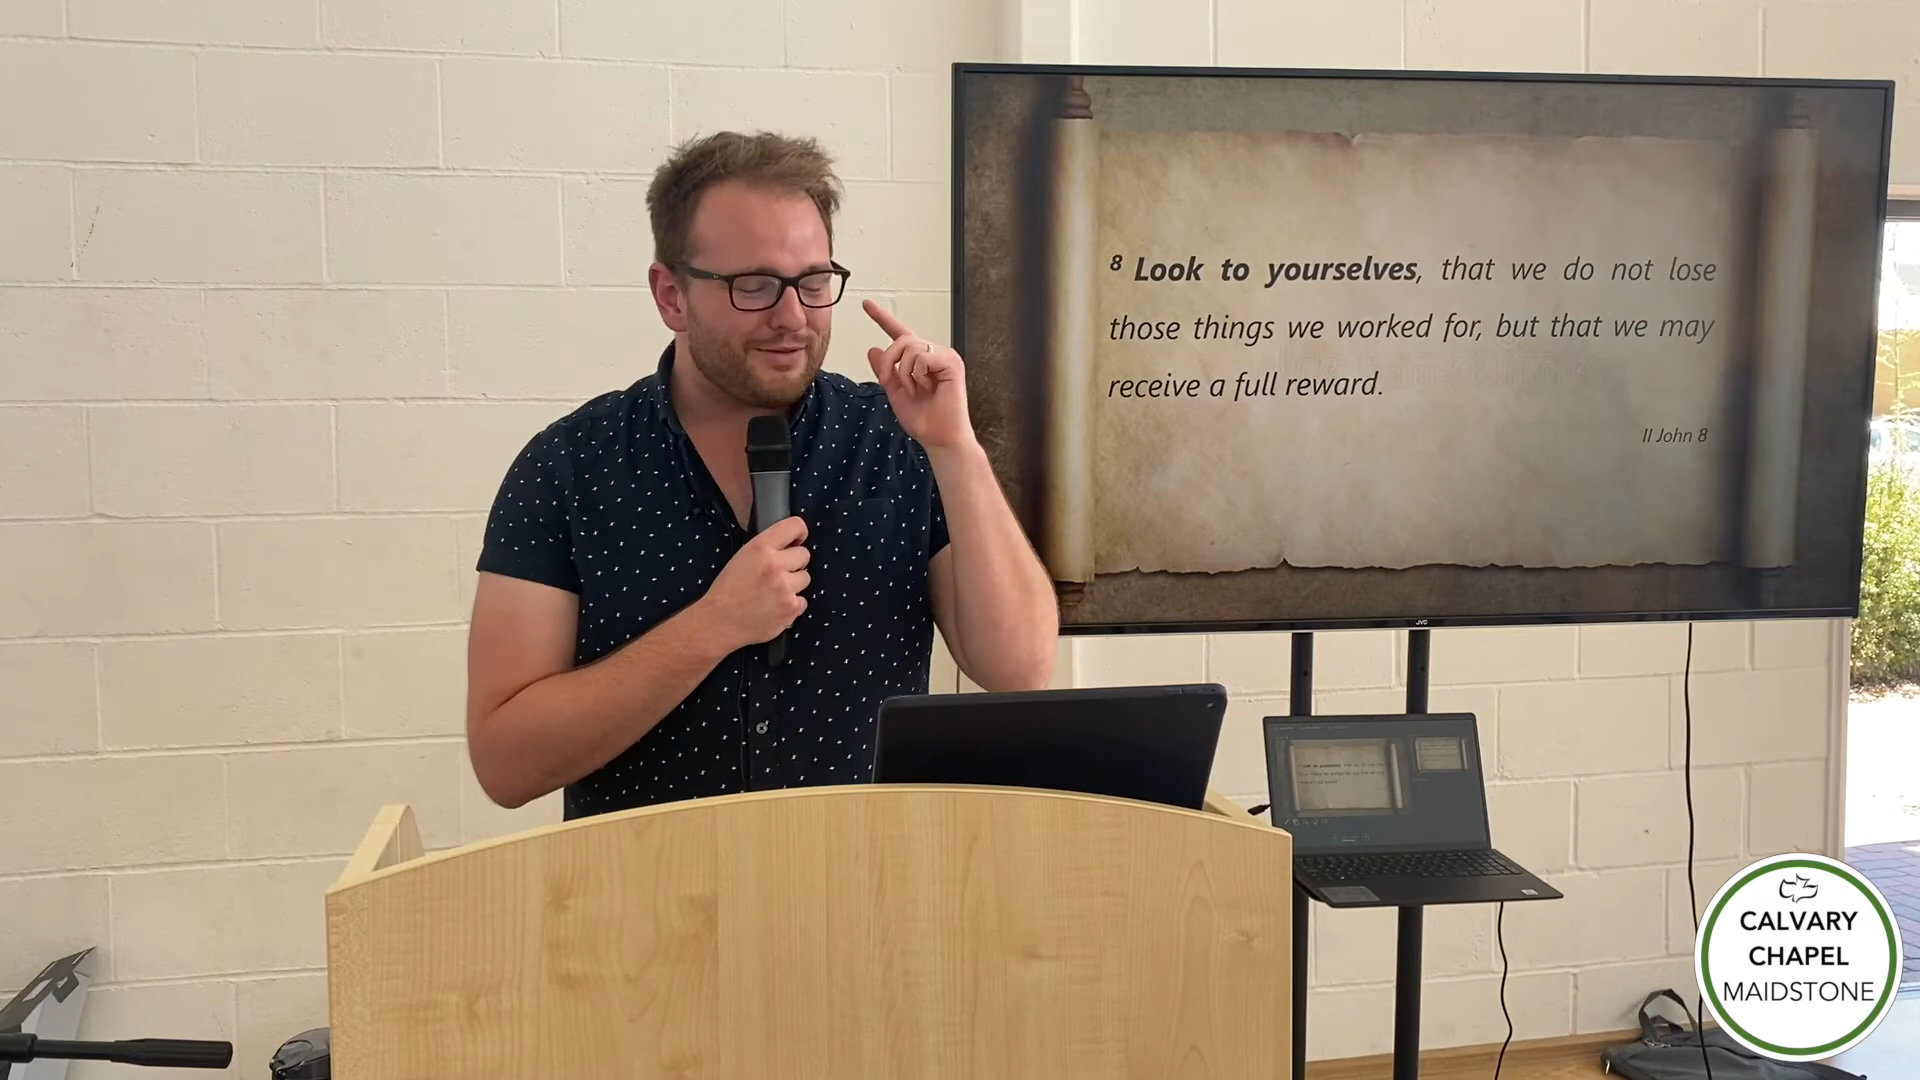 8 Look to yourselves, that we do not lose
those things we worked for, but that we may
receive a full reward.
II John 8
JVC
CALVARY
CHAPEL
MAIDSTONE